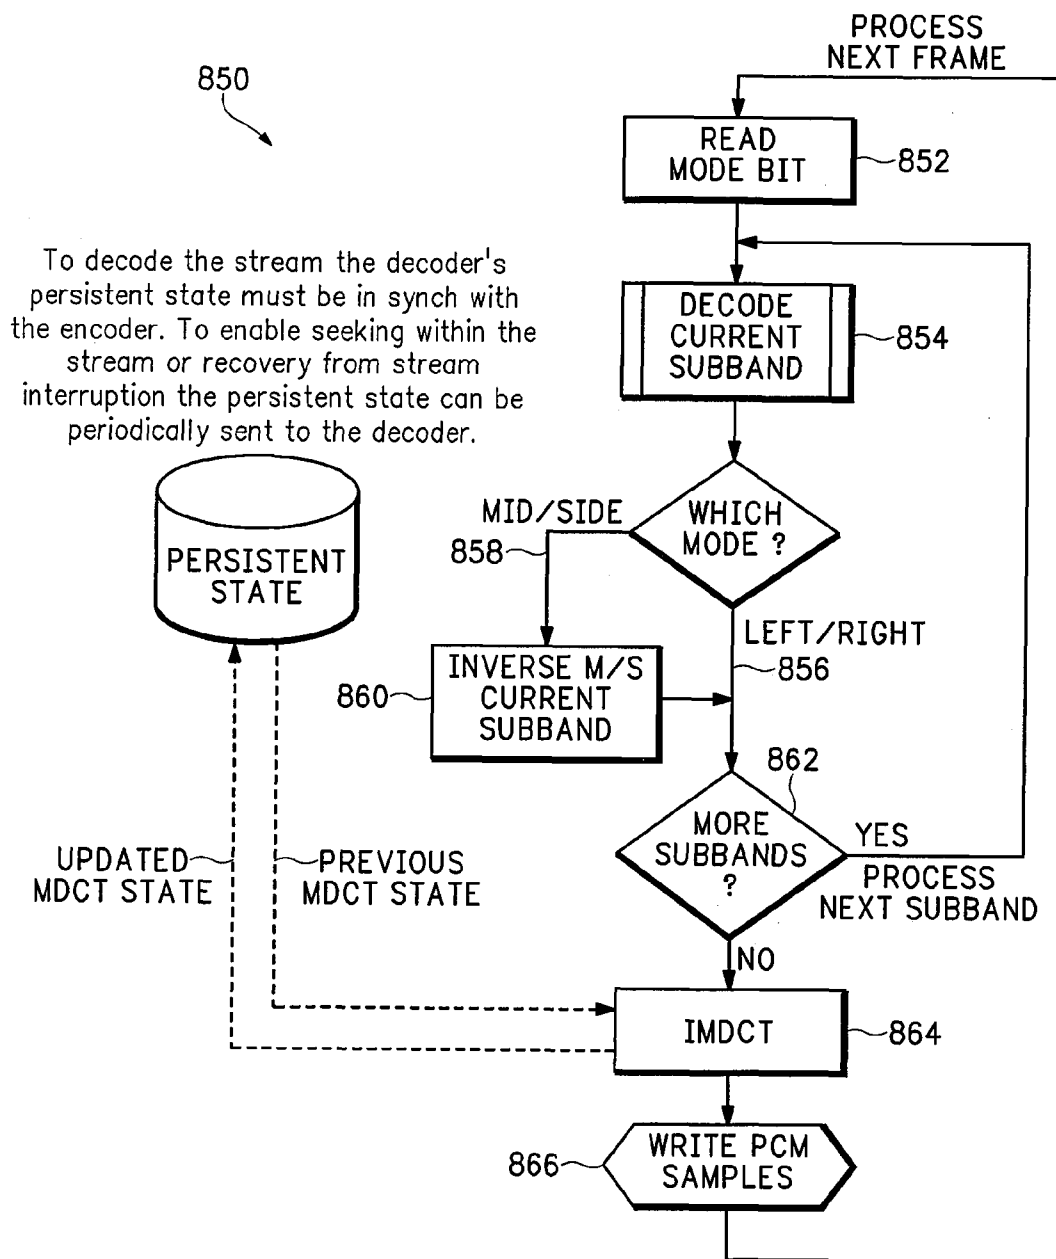 PROCESS
NEXT FRAME
850
READ
MODE BIT
852
To decode the stream the decoder's
persistent state must be in synch with
the encoder. To enable seeking within the
stream or recovery from stream
interruption the persistent state can be
periodically sent to the decoder.
DECODE
CURRENT
SUBBAND
854
MID/SIDE
858
WHICH
MODE ?
PERSISTENT
STATE
LEFT/RIGHT
856
860
INVERSE M/S
CURRENT
SUBBAND
862
MORE
SUBBANDS
?
YES
PROCESS
NEXT SUBBAND
UPDATED
MDCT STATE
PREVIOUS
MDCT STATE
NO
IMDCT
864
WRITE PCM
SAMPLES
866